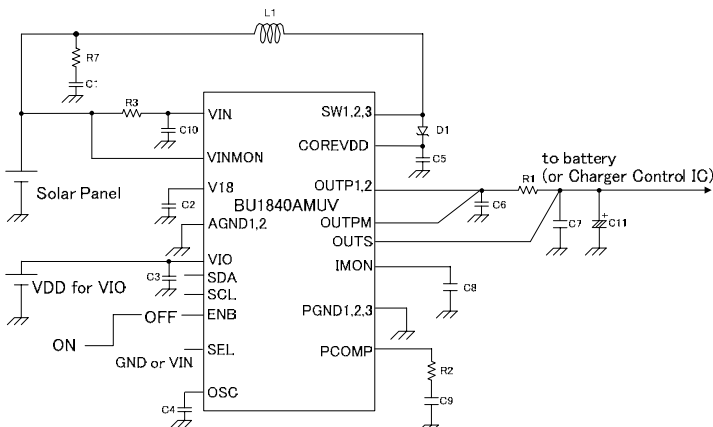 L1
R7
C1
R3
VIN
SW1,2,3
C10
D1
COREVDD
VINMON
C5
to battery
(or Charger Control IC)
R1
Solar Panel
V18
OUTP1,2
BU1840AMUV
C2
C6
AGND1,2
OUTPM
C7
C11
+
OUTS
VIO
IMON
VDD for VIO
C3
SDA
C8
SCL
OFF
ENB
PGND1,2,3
ON
SEL
PCOMP
GND or VIN
R2
OSC
C4
C9